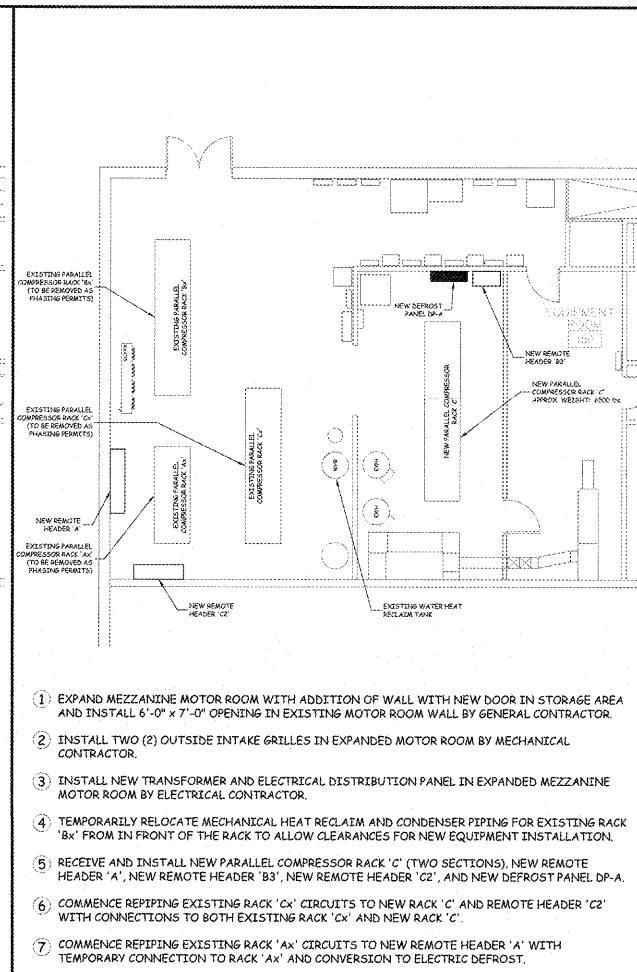 EXISTING PARALLEL
COMPRESSOR RACK 'Bx'
(TO BE REMOVED AS
PHASING PERMITS)
EXISTING PARALLEL
COMPRESSOR RACK 'Bx'
NEW DEFROST
PANEL DP-A
EQUIPMENT
ROOM
150
NEW REMOTE
HEADER 'B3'
NEW PARALLEL
COMPRESSOR RACK 'C'
APPROX. WEIGHT: 6500 lbs
NEW PARALLEL COMPRESSOR
RACK 'C'
EXISTING PARALLEL
COMPRESSOR RACK 'Cx'
(TO BE REMOVED AS
PHASING PERMITS)
EXISTING PARALLEL
COMPRESSOR RACK 'Cx'
WHR
EXISTING PARALLEL
COMPRESSOR RACK 'Ax'
NEW REMOTE
HEADER 'A'
EXISTING PARALLEL
COMPRESSOR RACK 'Ax'
(TO BE REMOVED AS
PHASING PERMITS)
NEW REMOTE
HEADER 'C2'
EXISTING WATER HEAT
RECLAIM TANK
1 EXPAND MEZZANINE MOTOR ROOM WITH ADDITION OF WALL WITH NEW DOOR IN STORAGE AREA
AND INSTALL 6'-0" x 7'-0" OPENING IN EXISTING MOTOR ROOM WALL BY GENERAL CONTRACTOR.
2 INSTALL TWO (2) OUTSIDE INTAKE GRILLES IN EXPANDED MOTOR ROOM BY MECHANICAL
CONTRACTOR.
3 INSTALL NEW TRANSFORMER AND ELECTRICAL DISTRIBUTION PANEL IN EXPANDED MEZZANINE
MOTOR ROOM BY ELECTRICAL CONTRACTOR.
4 TEMPORARILY RELOCATE MECHANICAL HEAT RECLAIM AND CONDENSER PIPING FOR EXISTING RACK
'Bx' FROM IN FRONT OF THE RACK TO ALLOW CLEARANCES FOR NEW EQUIPMENT INSTALLATION.
5 RECEIVE AND INSTALL NEW PARALLEL COMPRESSOR RACK 'C' (TWO SECTIONS), NEW REMOTE
HEADER 'A', NEW REMOTE HEADER 'B3', NEW REMOTE HEADER 'C2', AND NEW DEFROST PANEL DP-A.
6 COMMENCE REPIPING EXISTING RACK 'Cx' CIRCUITS TO NEW RACK 'C' AND REMOTE HEADER 'C2'
WITH CONNECTIONS TO BOTH EXISTING RACK 'Cx' AND NEW RACK 'C'.
7 COMMENCE REPIPING EXISTING RACK 'Ax' CIRCUITS TO NEW REMOTE HEADER 'A' WITH
TEMPORARY CONNECTION TO RACK 'Ax' AND CONVERSION TO ELECTRIC DEFROST.